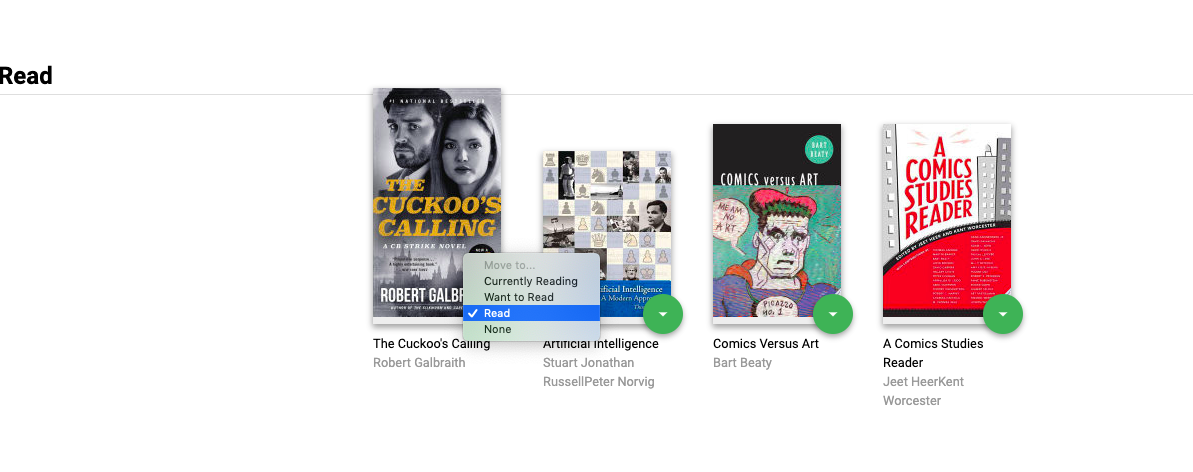 Read
#1 NATIONAL BESTSELLER
THE
CUCKOO'S
CALLING
A CB STRIKE NOVEL
ROBERT GALBR
Move to...
Currently Reading
Want to Read
✓ Read
None
The Cuckoo's Calling
Robert Galbraith
ificial Intelligence
A Modern Appr
Artificial Intelligence
Stuart Jonathan
RussellPeter Norvig
BART
BEATY
COMICS versus ART
ME AM
NO
A RT.
PICAZZO
no. 1
Comics Versus Art
Bart Beaty
A
COMICS
STUDIES
READER
EDITED BY JEET HEER AND KENT WORCESTER
A Comics Studies
Reader
Jeet HeerKent
Worcester